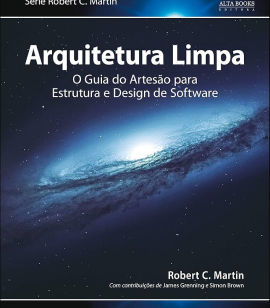 Série Robert C. Martin
ALTA BOOKS
EDITORA
Arquitetura Limpa
O Guia do Artesão para
Estrutura e Design de Software
Robert C. Martin
Com contribuições de James Grenning e Simon Brown